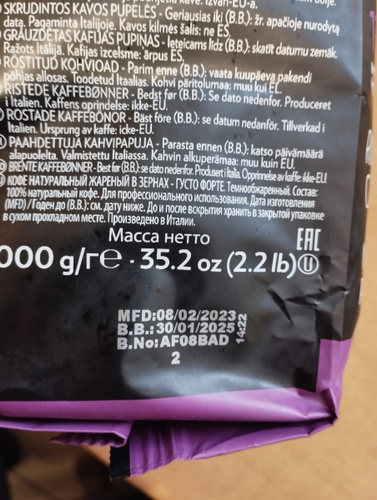 SKRUDINTOS KAVOS PUPELĖS - Geriausias iki (B.B.): žr. apačioje nurodytą
datą. Pagaminta Italijoje. Kavos kilmės šalis: ne ES.
GRAUZDĒTAS KAFIJAS PUPIŅAS - Ieteicams līdz (B.B.): skatīt datumu zemāk.
Ražots Itālijā. Kafijas izcelsme: ārpus ES.
RÖSTITUD KOHVIOAD - Parim enne (B.B.): vaata kuupäeva pakendi
põhjas allosas. Toodetud Itaalias. Kohvi päritolumaa: muu kui EL.
RISTEDE KAFFEBØNNER - Bedst før (B.B.): Se dato nedenfor. Produceret
i Italien. Kaffens oprindelse: ikke-EU.
ROSTADE KAFFEBÖNOR - Bäst före (B.B.): se datum nedanför. Tillverkad i
Italien. Ursprung av kaffe: icke-EU.
PAAHDETTUJA KAHVIPAPUJA - Parasta ennen (B.B.): katso päivämäärä
alapuolelta. Valmistettu Italiassa. Kahvin alkuperämaa: muu kuin EU.
BRENTE KAFFEBØNNER - Best før (B.B.): se dato nedenfor. Produsert i Italia. Opprinnelse av kaffe: ikke-EU.
КОФЕ НАТУРАЛЬНЫЙ ЖАРЕНЫЙ В ЗЕРНАХ - ГУСТО ФОРТЕ. Темнообжаренный. Состав:
100% натуральный кофе. Для профессионального использования. Дата изготовления
(MFD) / Годен до (B.B.): см. дату ниже. До и после вскрытия хранить в закрытой упаковке
в сухом прохладном месте. Произведено в Италии.
Масса нетто
EAC
000 g/г℮ · 35.2 oz (2.2 lb) U
MFD:08/02/2023
B.B.:30/01/2025
B.No:AF08BAD
14:22
2